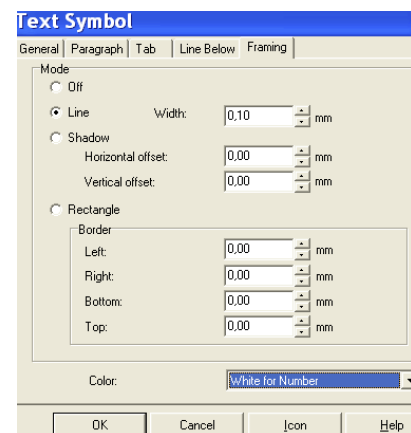 Text Symbol
General Paragraph Tab Line Below Framing
Mode
Off
Line Width: 0,10 mm
Shadow
Horizontal offset: 0,00 mm
Vertical offset: 0,00 mm
Rectangle
Border
Left: 0,00 mm
Right: 0,00 mm
Bottom: 0,00 mm
Top: 0,00 mm
Color: White for Number
OK Cancel Icon Help